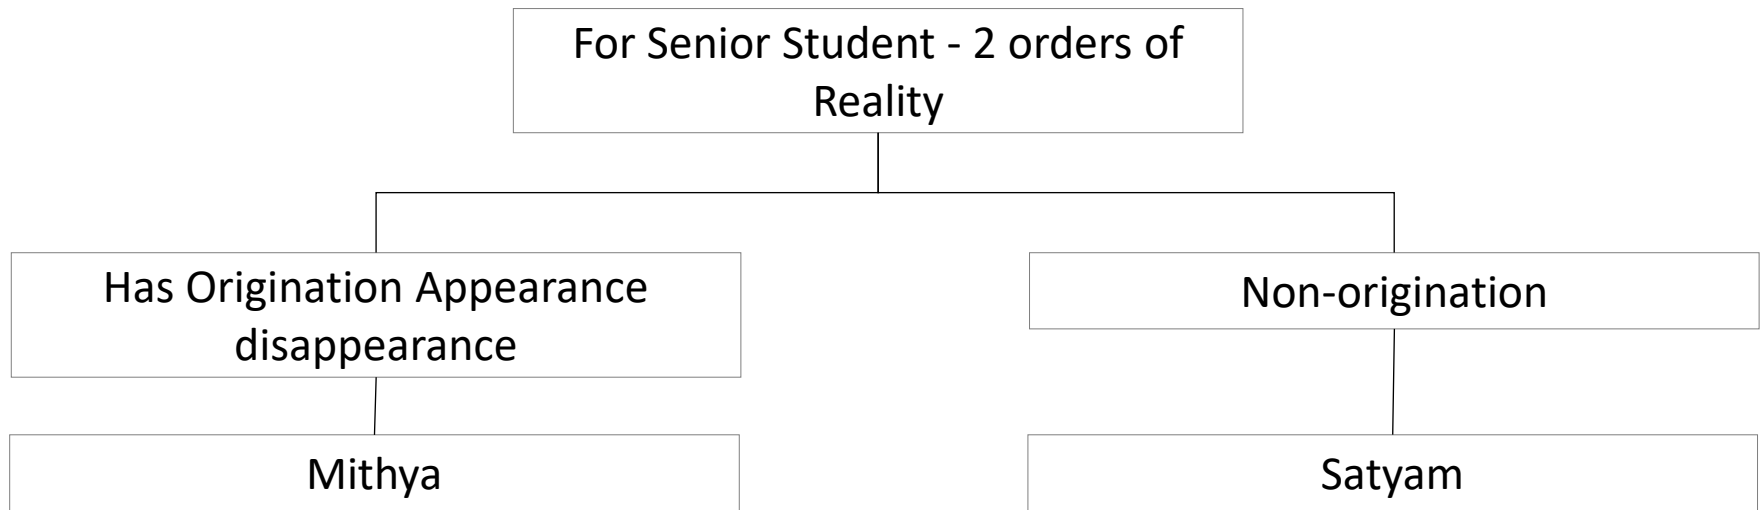 For Senior Student - 2 orders of
Reality
Has Origination Appearance
disappearance
Non-origination
Mithya
Satyam